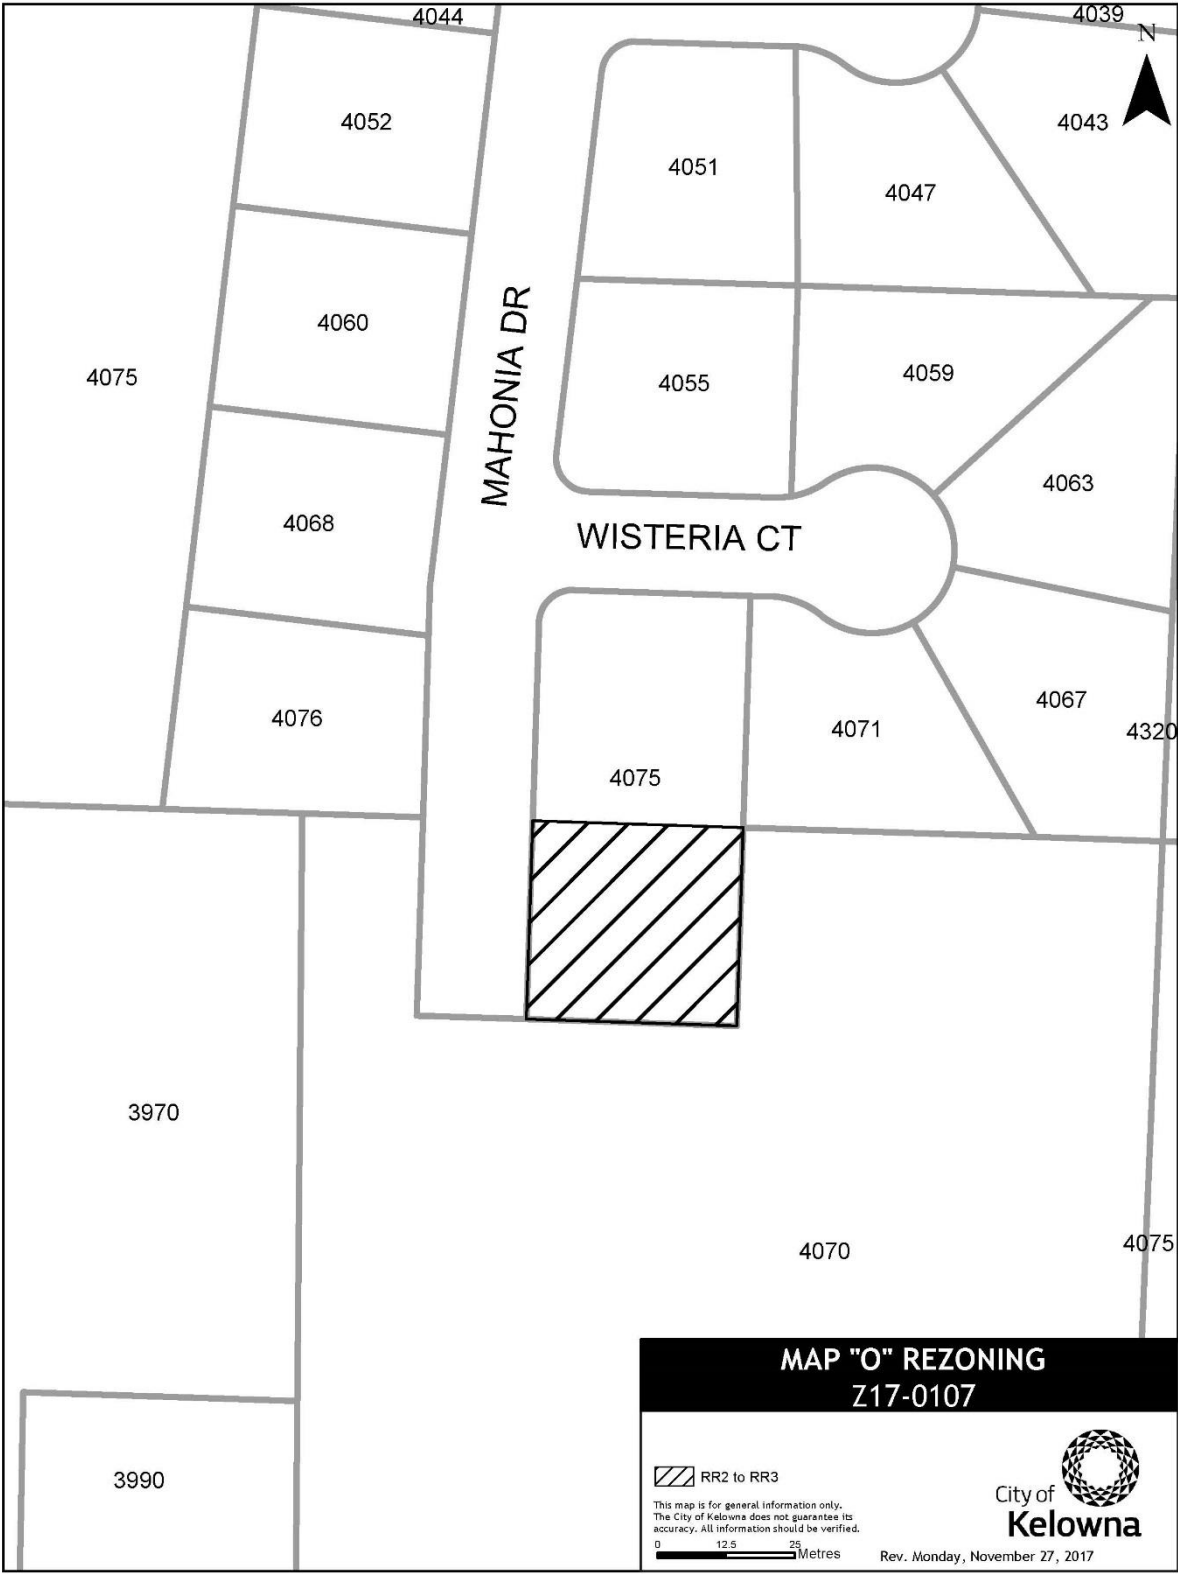 4044
4039
N
4052
4043
4051
4047
4060
MAHONIA DR
4075
4055
4059
4063
4068
WISTERIA CT
4076
4067
4071
4320
4075
3970
4070
4075
3990
MAP "O" REZONING
Z17-0107
RR2 to RR3
This map is for general information only.
The City of Kelowna does not guarantee its
accuracy. All information should be verified.
0 12.5 25
Metres
City of
Kelowna
Rev. Monday, November 27, 2017